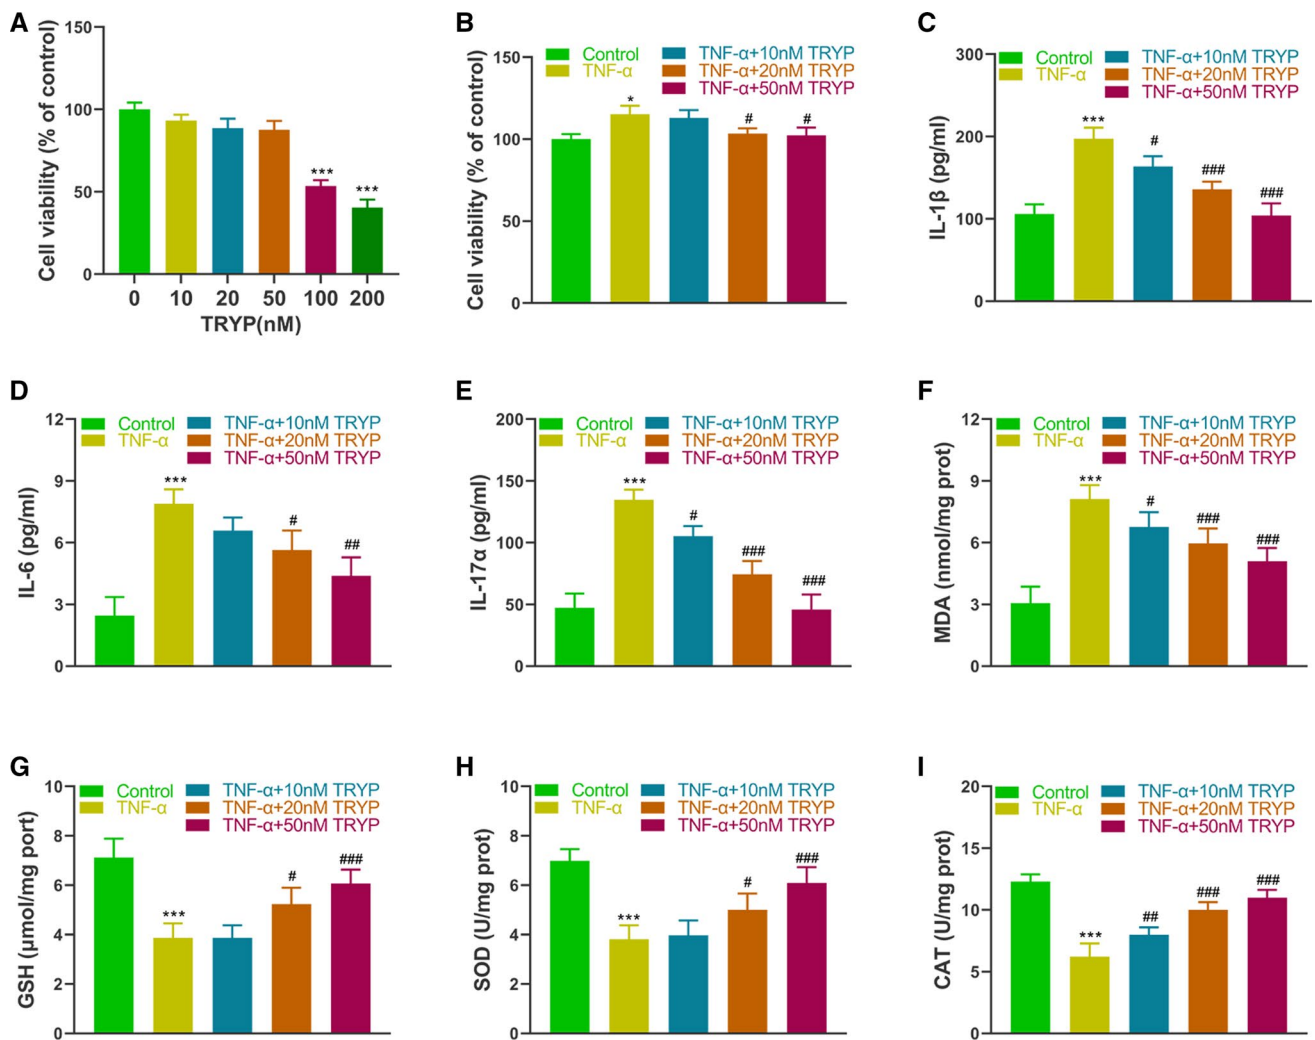 A
Cell viability (% of control)
150
100
50
0
***
***
0 10 20 50 100 200
TRYP(nM)
B
Cell viability (% of control)
150
100
50
0
Control
TNF-α
TNF-α+10nM TRYP
TNF-α+20nM TRYP
TNF-α+50nM TRYP
*
#
#
C
IL-1β (pg/ml)
300
200
100
0
Control
TNF-α
TNF-α+10nM TRYP
TNF-α+20nM TRYP
TNF-α+50nM TRYP
***
#
###
###
D
IL-6 (pg/ml)
12
9
6
3
0
Control
TNF-α
TNF-α+10nM TRYP
TNF-α+20nM TRYP
TNF-α+50nM TRYP
***
#
##
E
IL-17α (pg/ml)
200
150
100
50
0
Control
TNF-α
TNF-α+10nM TRYP
TNF-α+20nM TRYP
TNF-α+50nM TRYP
***
#
###
###
F
MDA (nmol/mg prot)
12
9
6
3
0
Control
TNF-α
TNF-α+10nM TRYP
TNF-α+20nM TRYP
TNF-α+50nM TRYP
***
#
###
###
G
GSH (μmol/mg port)
10
8
6
4
2
0
Control
TNF-α
TNF-α+10nM TRYP
TNF-α+20nM TRYP
TNF-α+50nM TRYP
***
#
###
H
SOD (U/mg prot)
10
8
6
4
2
0
Control
TNF-α
TNF-α+10nM TRYP
TNF-α+20nM TRYP
TNF-α+50nM TRYP
***
#
###
I
CAT (U/mg prot)
20
15
10
5
0
Control
TNF-α
TNF-α+10nM TRYP
TNF-α+20nM TRYP
TNF-α+50nM TRYP
***
##
###
###